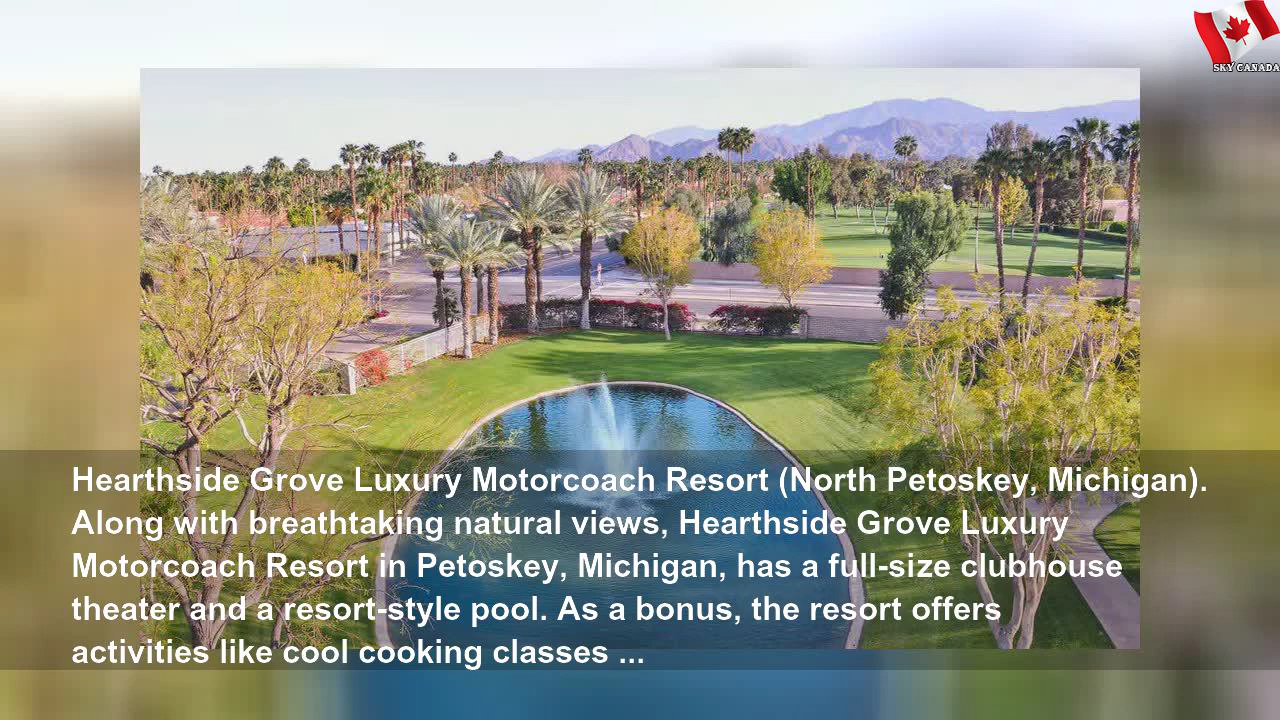 SKY CANADA
Hearthside Grove Luxury Motorcoach Resort (North Petoskey, Michigan).
Along with breathtaking natural views, Hearthside Grove Luxury
Motorcoach Resort in Petoskey, Michigan, has a full-size clubhouse
theater and a resort-style pool. As a bonus, the resort offers
activities like cool cooking classes ...